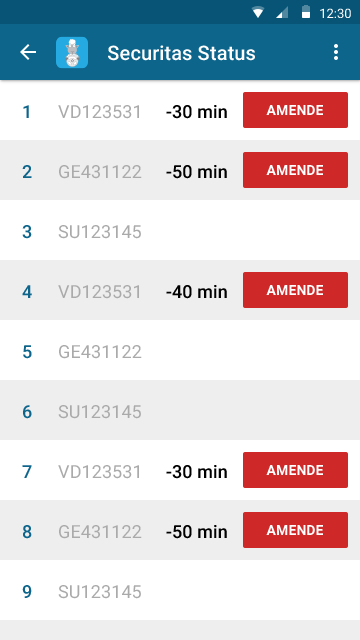 12:30
Securitas Status
1 VD123531 -30 min AMENDE
2 GE431122 -50 min AMENDE
3 SU123145
4 VD123531 -40 min AMENDE
5 GE431122
6 SU123145
7 VD123531 -30 min AMENDE
8 GE431122 -50 min AMENDE
9 SU123145